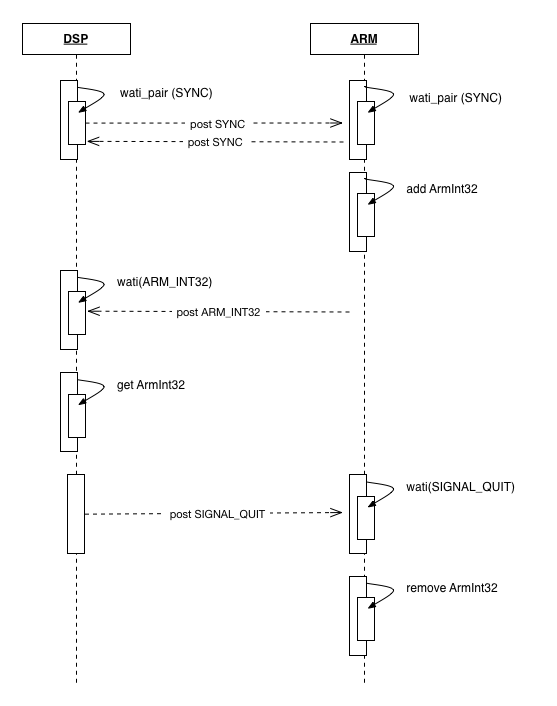 DSP
ARM
wati_pair (SYNC)
wati_pair (SYNC)
post SYNC
post SYNC
add ArmInt32
wati(ARM_INT32)
post ARM_INT32
get ArmInt32
wati(SIGNAL_QUIT)
post SIGNAL_QUIT
remove ArmInt32